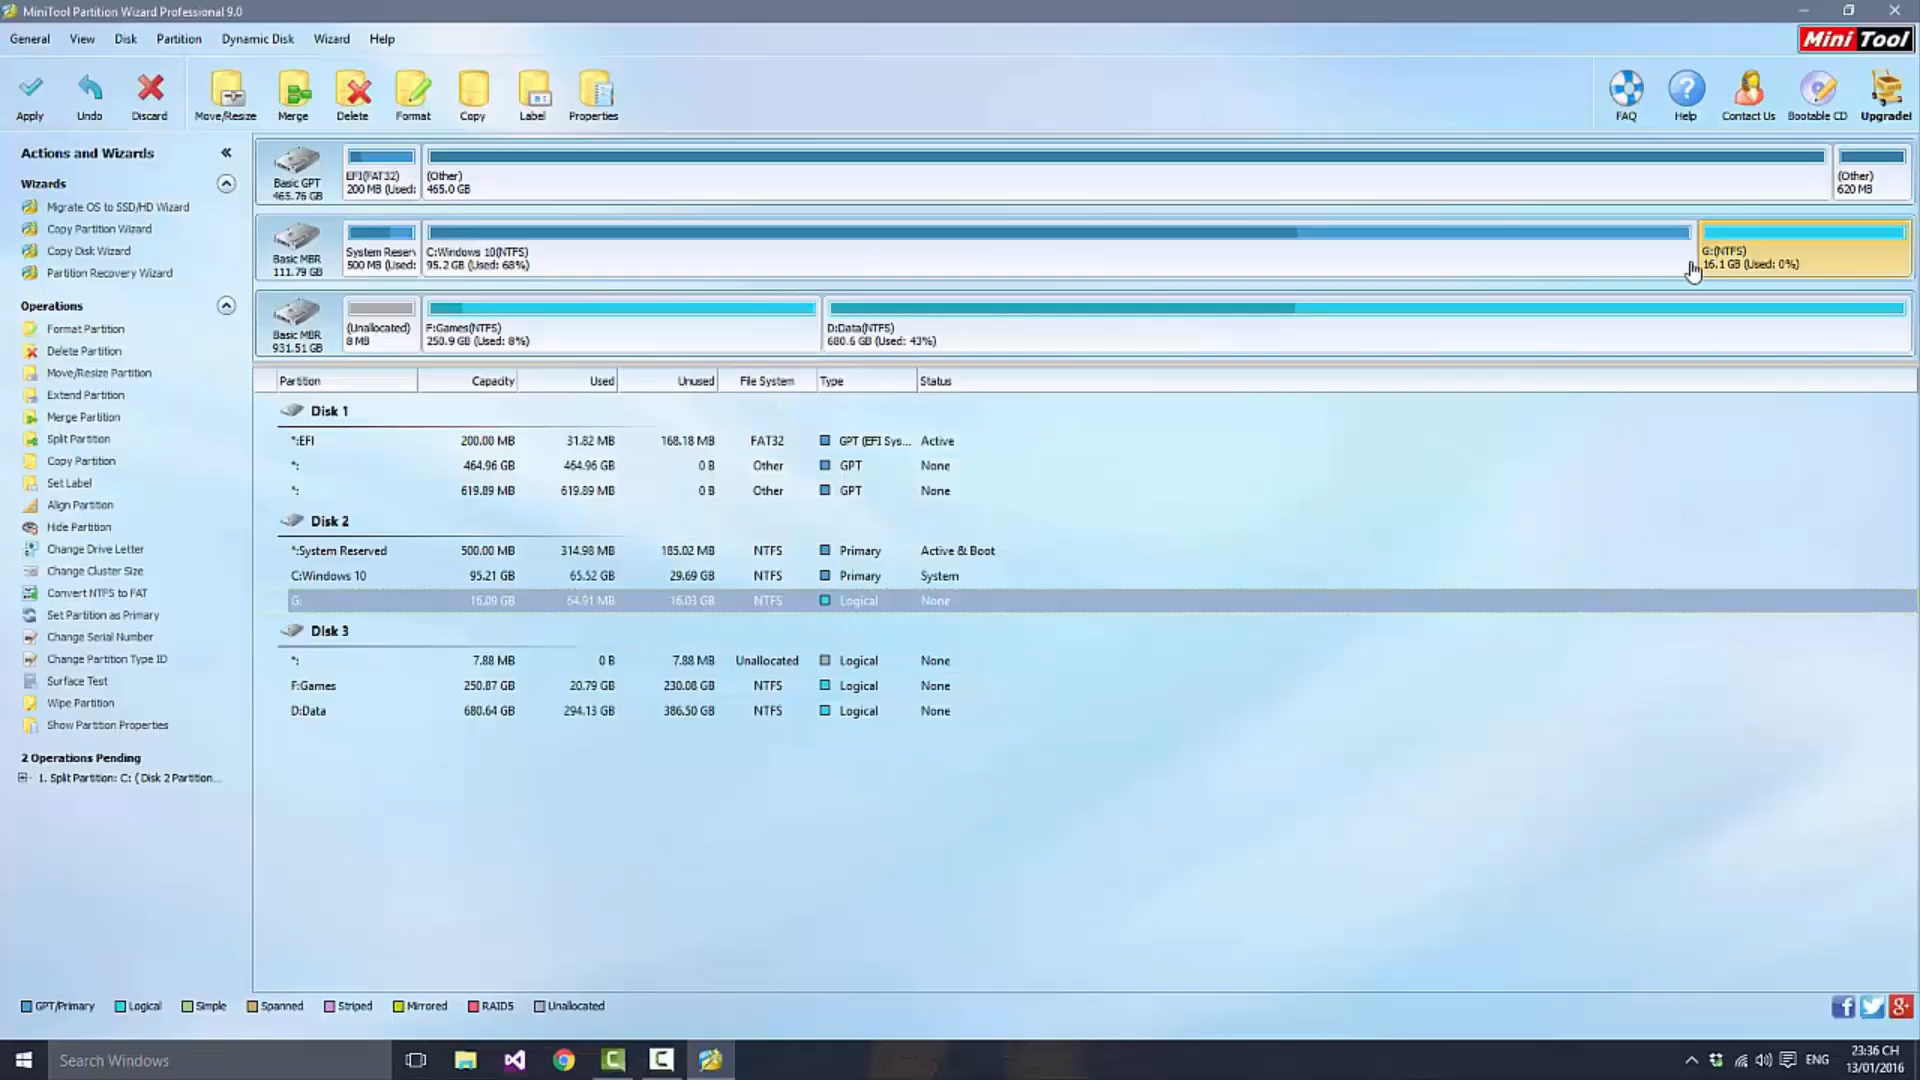 MiniTool Partition Wizard Professional 9.0
General View Disk Partition Dynamic Disk Wizard Help
Mini Tool
Apply Undo Discard Move/Resize Merge Delete Format Copy Label Properties FAQ Help Contact Us Bootable CD Upgrade!
Actions and Wizards «
Wizards
Migrate OS to SSD/HD Wizard
Copy Partition Wizard
Copy Disk Wizard
Partition Recovery Wizard
Operations
Format Partition
Delete Partition
Move/Resize Partition
Extend Partition
Merge Partition
Split Partition
Copy Partition
Set Label
Align Partition
Hide Partition
Change Drive Letter
Change Cluster Size
Convert NTFS to FAT
Set Partition as Primary
Change Serial Number
Change Partition Type ID
Surface Test
Wipe Partition
Show Partition Properties
2 Operations Pending
1. Split Partition: C: ( Disk 2 Partition...
Basic GPT
465.76 GB
EFI(FAT32)
200 MB (Used:
(Other)
465.0 GB
(Other)
620 MB
Basic MBR
111.79 GB
System Reserv
500 MB (Used:
C:Windows 10(NTFS)
95.2 GB (Used: 68%)
G:(NTFS)
16.1 GB (Used: 0%)
Basic MBR
931.51 GB
(Unallocated)
8 MB
F:Games(NTFS)
250.9 GB (Used: 8%)
D:Data(NTFS)
680.6 GB (Used: 43%)
Partition Capacity Used Unused File System Type Status
Disk 1
*:EFI 200.00 MB 31.82 MB 168.18 MB FAT32 GPT (EFI Sys... Active
*: 464.96 GB 464.96 GB 0 B Other GPT None
*: 619.89 MB 619.89 MB 0 B Other GPT None
Disk 2
*:System Reserved 500.00 MB 314.98 MB 185.02 MB NTFS Primary Active & Boot
C:Windows 10 95.21 GB 65.52 GB 29.69 GB NTFS Primary System
G: 16.09 GB 64.91 MB 16.03 GB NTFS Logical None
Disk 3
*: 7.88 MB 0 B 7.88 MB Unallocated Logical None
F:Games 250.87 GB 20.79 GB 230.08 GB NTFS Logical None
D:Data 680.64 GB 294.13 GB 386.50 GB NTFS Logical None
GPT/Primary Logical Simple Spanned Striped Mirrored RAID5 Unallocated
Search Windows
ENG
23:36 CH
13/01/2016